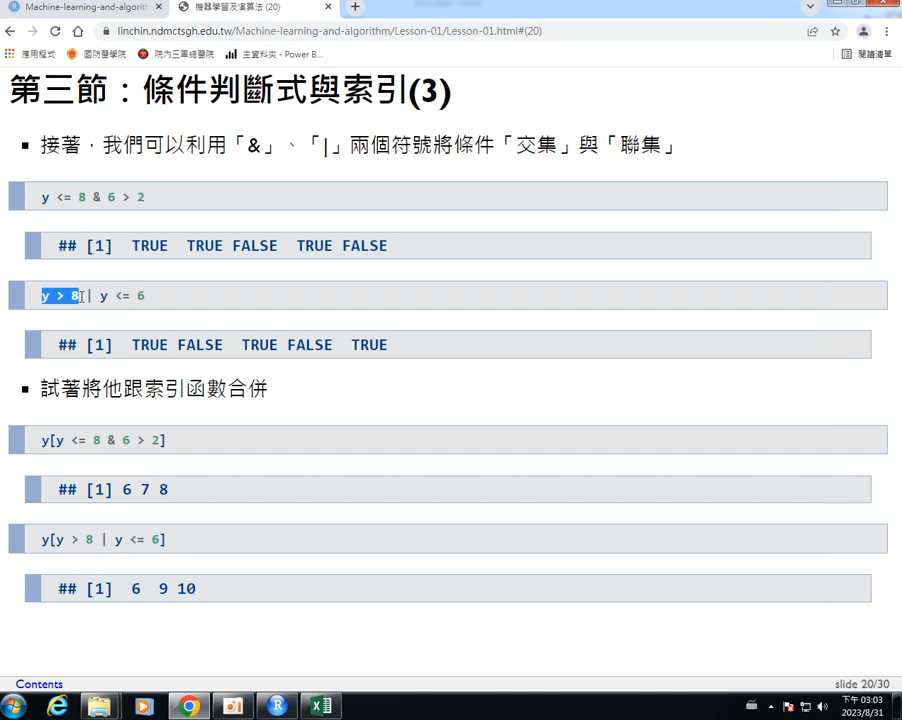 Machine-learning-and-algorithm
機器學習及演算法 (20)
linchin.ndmctsgh.edu.tw/Machine-learning-and-algorithm/Lesson-01/Lesson-01.html#(20)
應用程式
國防醫學院
院內三軍總醫院
主資料夾 - Power B...
閱讀清單
第三節：條件判斷式與索引(3)
接著，我們可以利用「&」、「|」兩個符號將條件「交集」與「聯集」
y <= 8 & 6 > 2
## [1]  TRUE  TRUE FALSE  TRUE FALSE
y > 8 | y <= 6
## [1]  TRUE FALSE  TRUE FALSE  TRUE
試著將他跟索引函數合併
y[y <= 8 & 6 > 2]
## [1] 6 7 8
y[y > 8 | y <= 6]
## [1]  6  9 10
Contents
slide 20/30
下午 03:03
2023/8/31